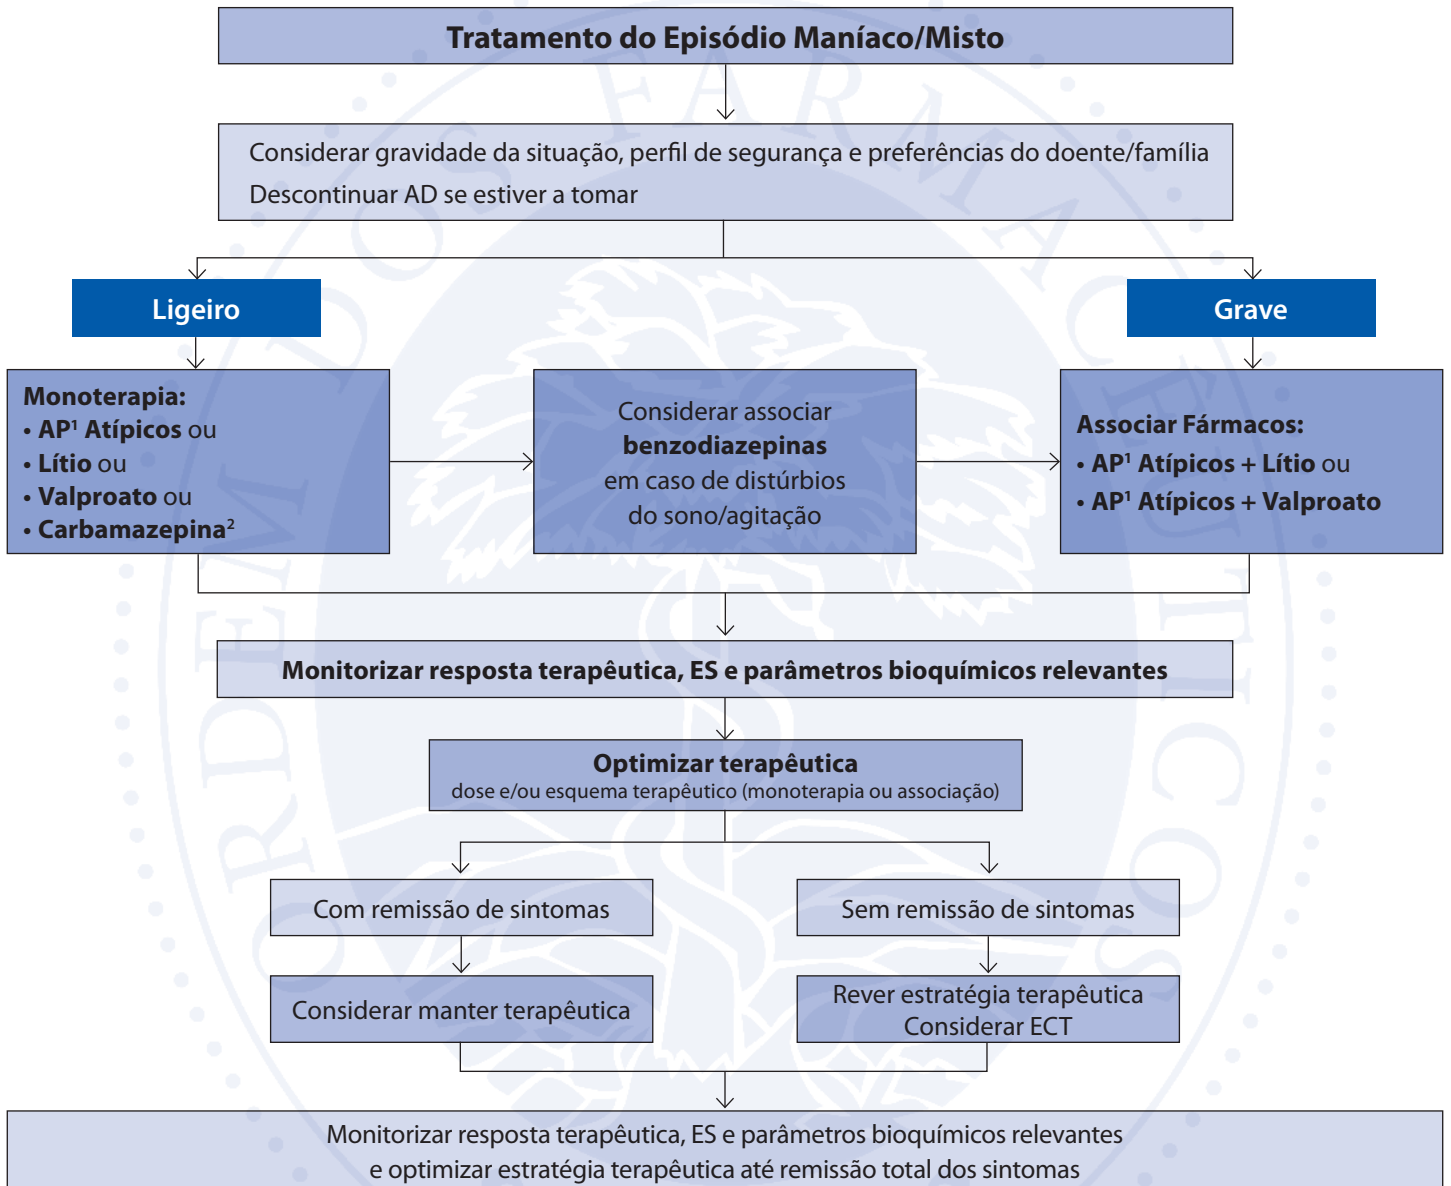 Tratamento do Episódio Maníaco/Misto
Considerar gravidade da situação, perfil de segurança e preferências do doente/família
Descontinuar AD se estiver a tomar
Ligeiro
Grave
Monoterapia:
• AP¹ Atípicos ou
• Lítio ou
• Valproato ou
• Carbamazepina²
Considerar associar
benzodiazepinas
em caso de distúrbios
do sono/agitação
Associar Fármacos:
• AP¹ Atípicos + Lítio ou
• AP¹ Atípicos + Valproato
Monitorizar resposta terapêutica, ES e parâmetros bioquímicos relevantes
Optimizar terapêutica
dose e/ou esquema terapêutico (monoterapia ou associação)
Com remissão de sintomas
Sem remissão de sintomas
Considerar manter terapêutica
Rever estratégia terapêutica
Considerar ECT
Monitorizar resposta terapêutica, ES e parâmetros bioquímicos relevantes
e optimizar estratégia terapêutica até remissão total dos sintomas
ORDEM DOS FARMACÊUTICOS